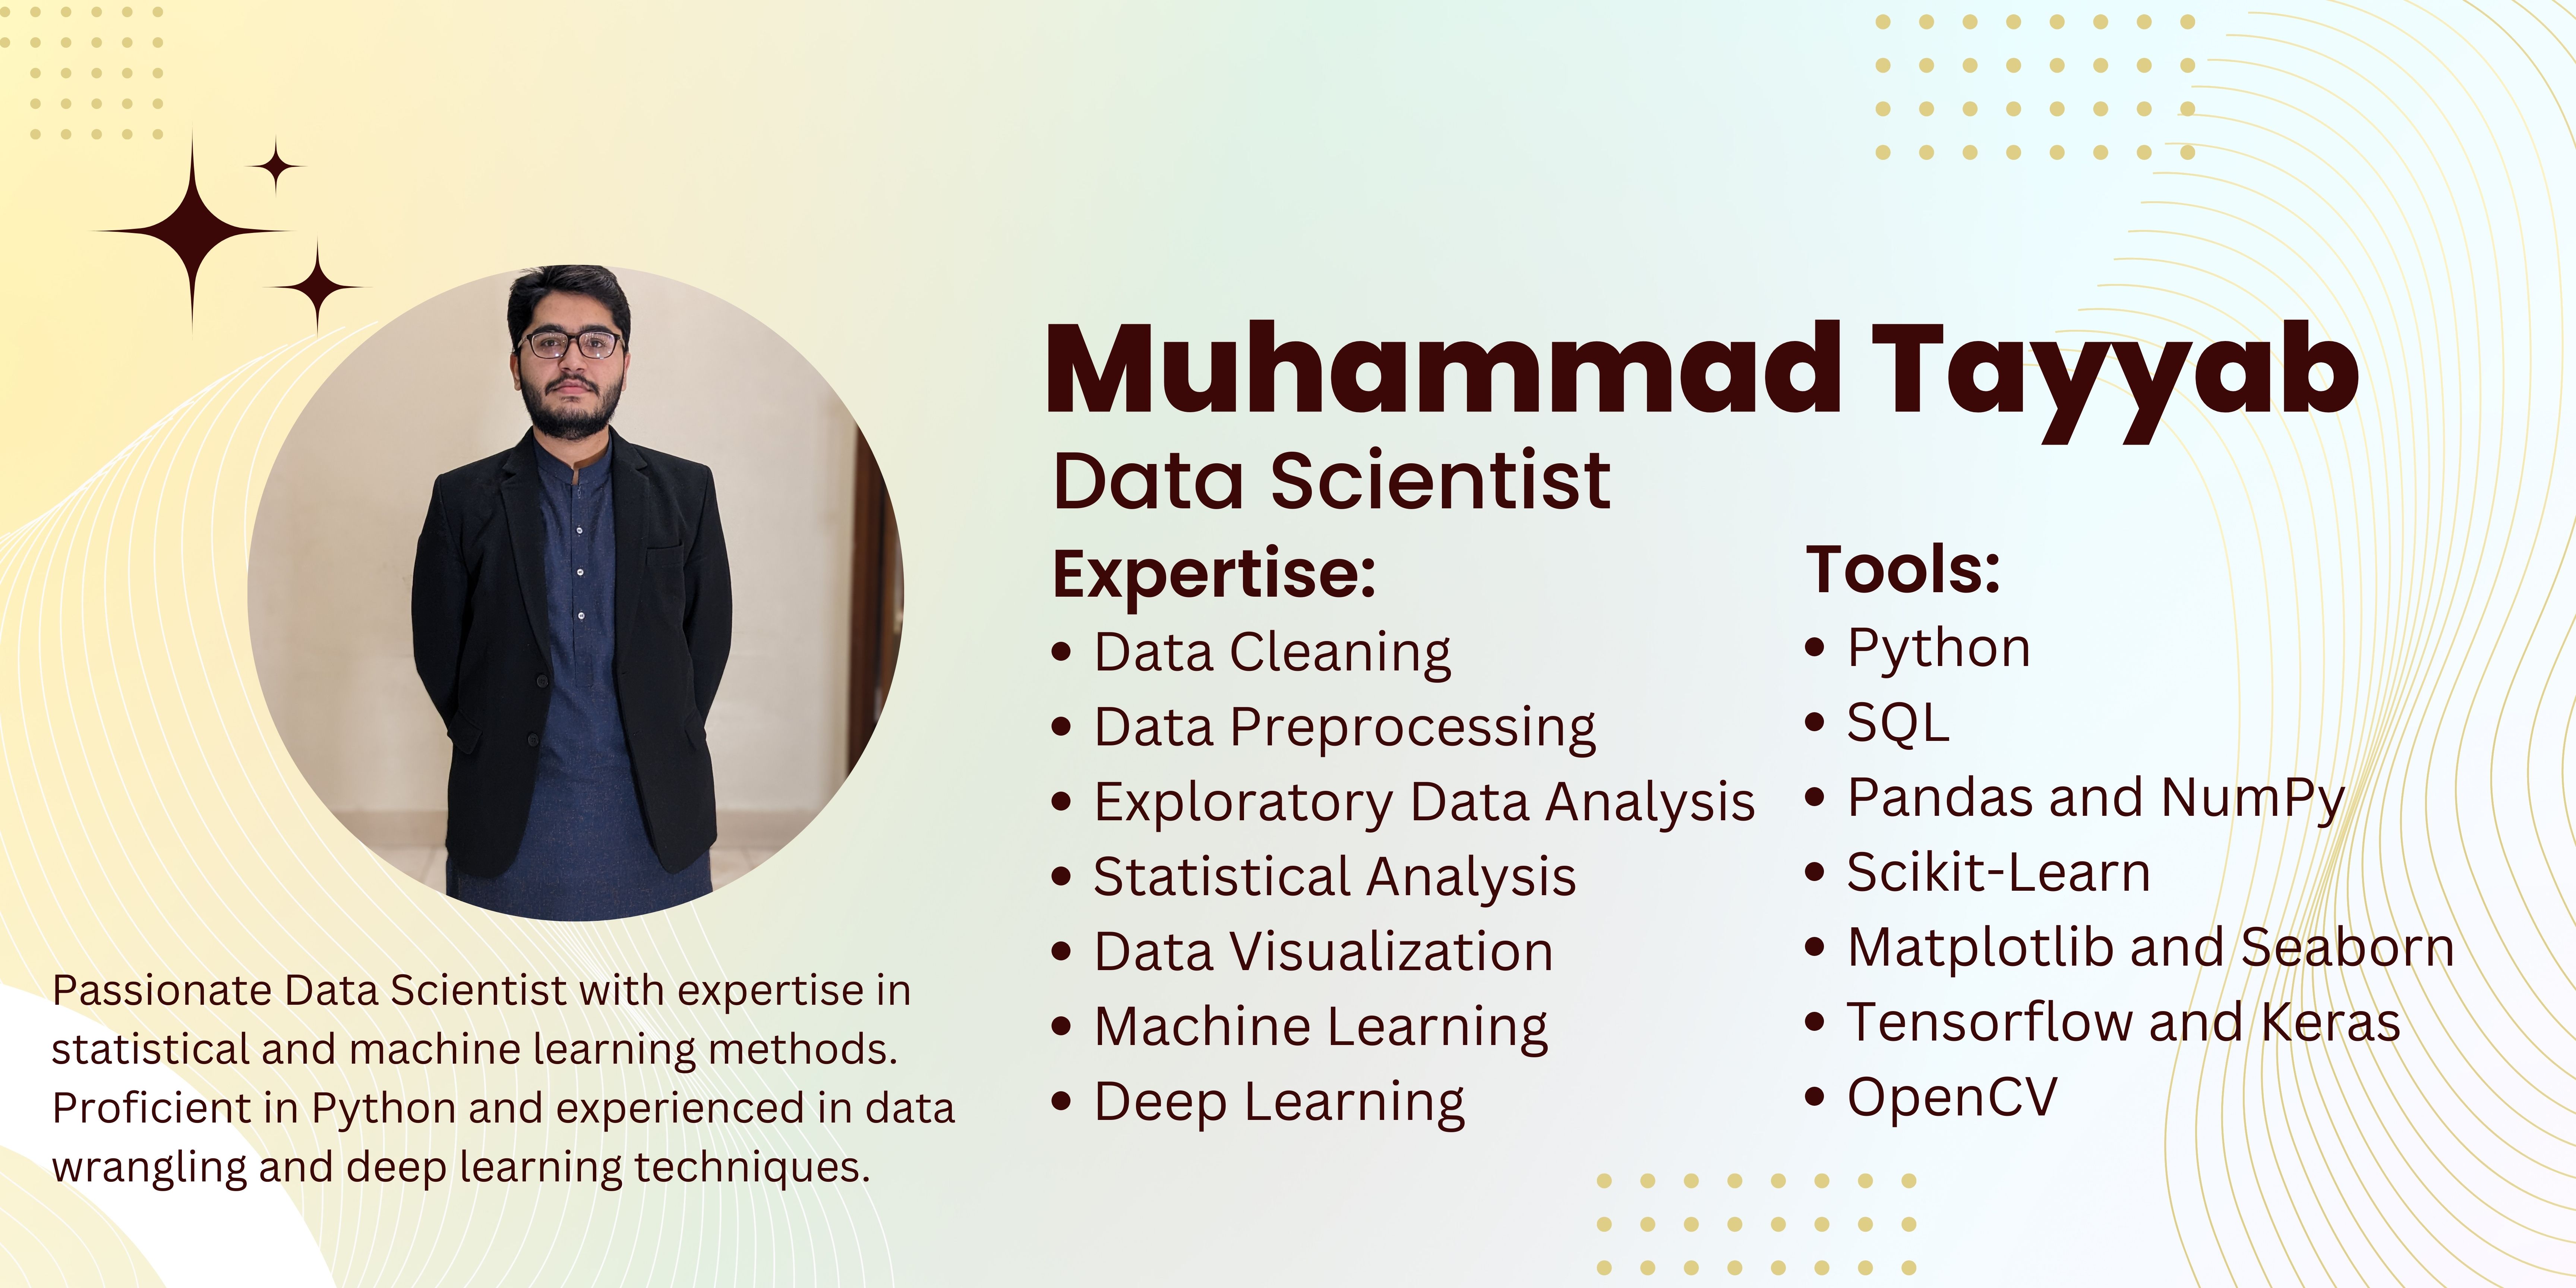 Muhammad Tayyab
Data Scientist
Expertise:
• Data Cleaning
• Data Preprocessing
• Exploratory Data Analysis
• Statistical Analysis
• Data Visualization
• Machine Learning
• Deep Learning
Tools:
• Python
• SQL
• Pandas and NumPy
• Scikit-Learn
• Matplotlib and Seaborn
• Tensorflow and Keras
• OpenCV
Passionate Data Scientist with expertise in
statistical and machine learning methods.
Proficient in Python and experienced in data
wrangling and deep learning techniques.